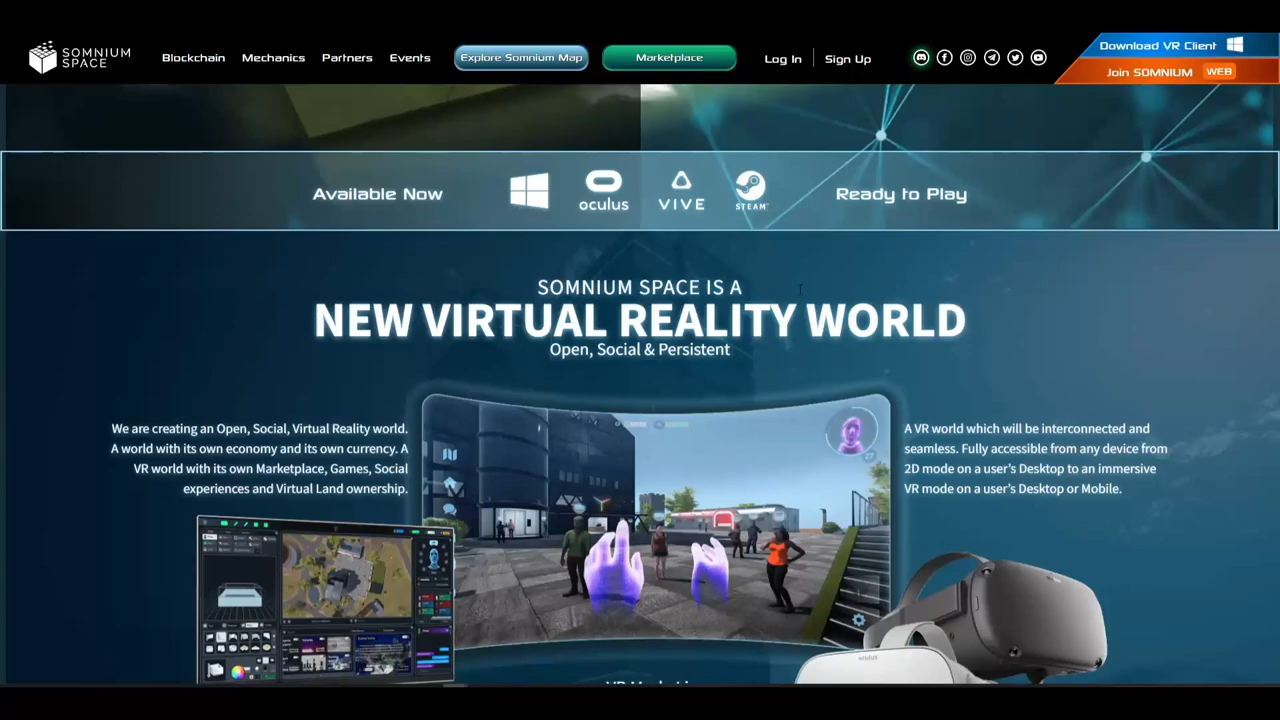 SOMNIUM
SPACE
Blockchain
Mechanics
Partners
Events
Explore Somnium Map
Marketplace
Log In
Sign Up
Download VR Client
Join SOMNIUM WEB
Available Now
oculus
VIVE
STEAM
Ready to Play
SOMNIUM SPACE IS A
NEW VIRTUAL REALITY WORLD
Open, Social & Persistent
We are creating an Open, Social, Virtual Reality world.
A world with its own economy and its own currency. A
VR world with its own Marketplace, Games, Social
experiences and Virtual Land ownership.
A VR world which will be interconnected and
seamless. Fully accessible from any device from
2D mode on a user's Desktop to an immersive
VR mode on a user's Desktop or Mobile.
27
oculus